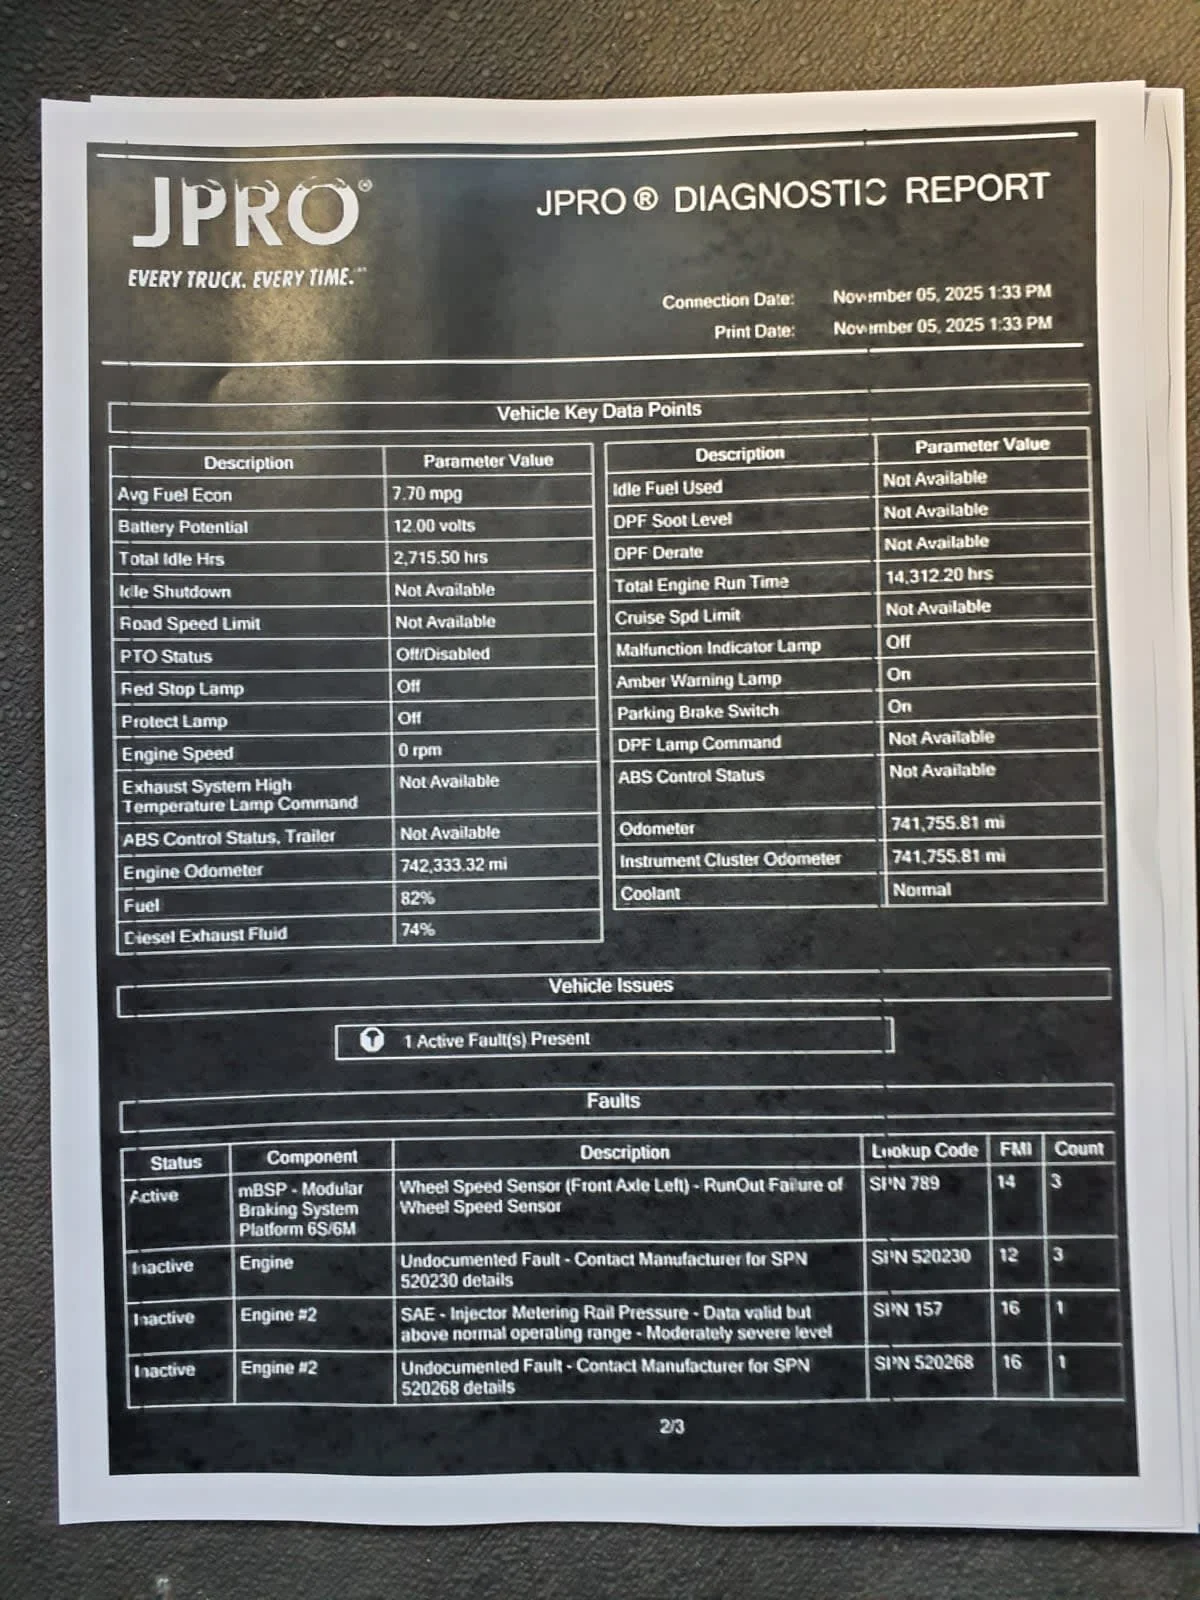 JPRO®
EVERY TRUCK. EVERY TIME.™
JPRO® DIAGNOSTIC REPORT
Connection Date: November 05, 2025 1:33 PM
Print Date: November 05, 2025 1:33 PM
Vehicle Key Data Points
Description Parameter Value
Avg Fuel Econ 7.70 mpg
Battery Potential 12.00 volts
Total Idle Hrs 2,715.50 hrs
Idle Shutdown Not Available
Road Speed Limit Not Available
PTO Status Off/Disabled
Red Stop Lamp Off
Protect Lamp Off
Engine Speed 0 rpm
Exhaust System High Not Available
Temperature Lamp Command
ABS Control Status, Trailer Not Available
Engine Odometer 742,333.32 mi
Fuel 82%
Diesel Exhaust Fluid 74%
Description Parameter Value
Idle Fuel Used Not Available
DPF Soot Level Not Available
DPF Derate Not Available
Total Engine Run Time 14,312.20 hrs
Cruise Spd Limit Not Available
Malfunction Indicator Lamp Off
Amber Warning Lamp On
Parking Brake Switch On
DPF Lamp Command Not Available
ABS Control Status Not Available
Odometer 741,755.81 mi
Instrument Cluster Odometer 741,755.81 mi
Coolant Normal
Vehicle Issues
1 Active Fault(s) Present
Faults
Status Component Description Lookup Code FMI Count
Active mBSP - Modular Wheel Speed Sensor (Front Axle Left) - RunOut Failure of SPN 789 14 3
Braking System Wheel Speed Sensor
Platform 6S/6M
Inactive Engine Undocumented Fault - Contact Manufacturer for SPN SPN 520230 12 3
520230 details
Inactive Engine #2 SAE - Injector Metering Rail Pressure - Data valid but SPN 157 16 1
above normal operating range - Moderately severe level
Inactive Engine #2 Undocumented Fault - Contact Manufacturer for SPN SPN 520268 16 1
520268 details
2/3